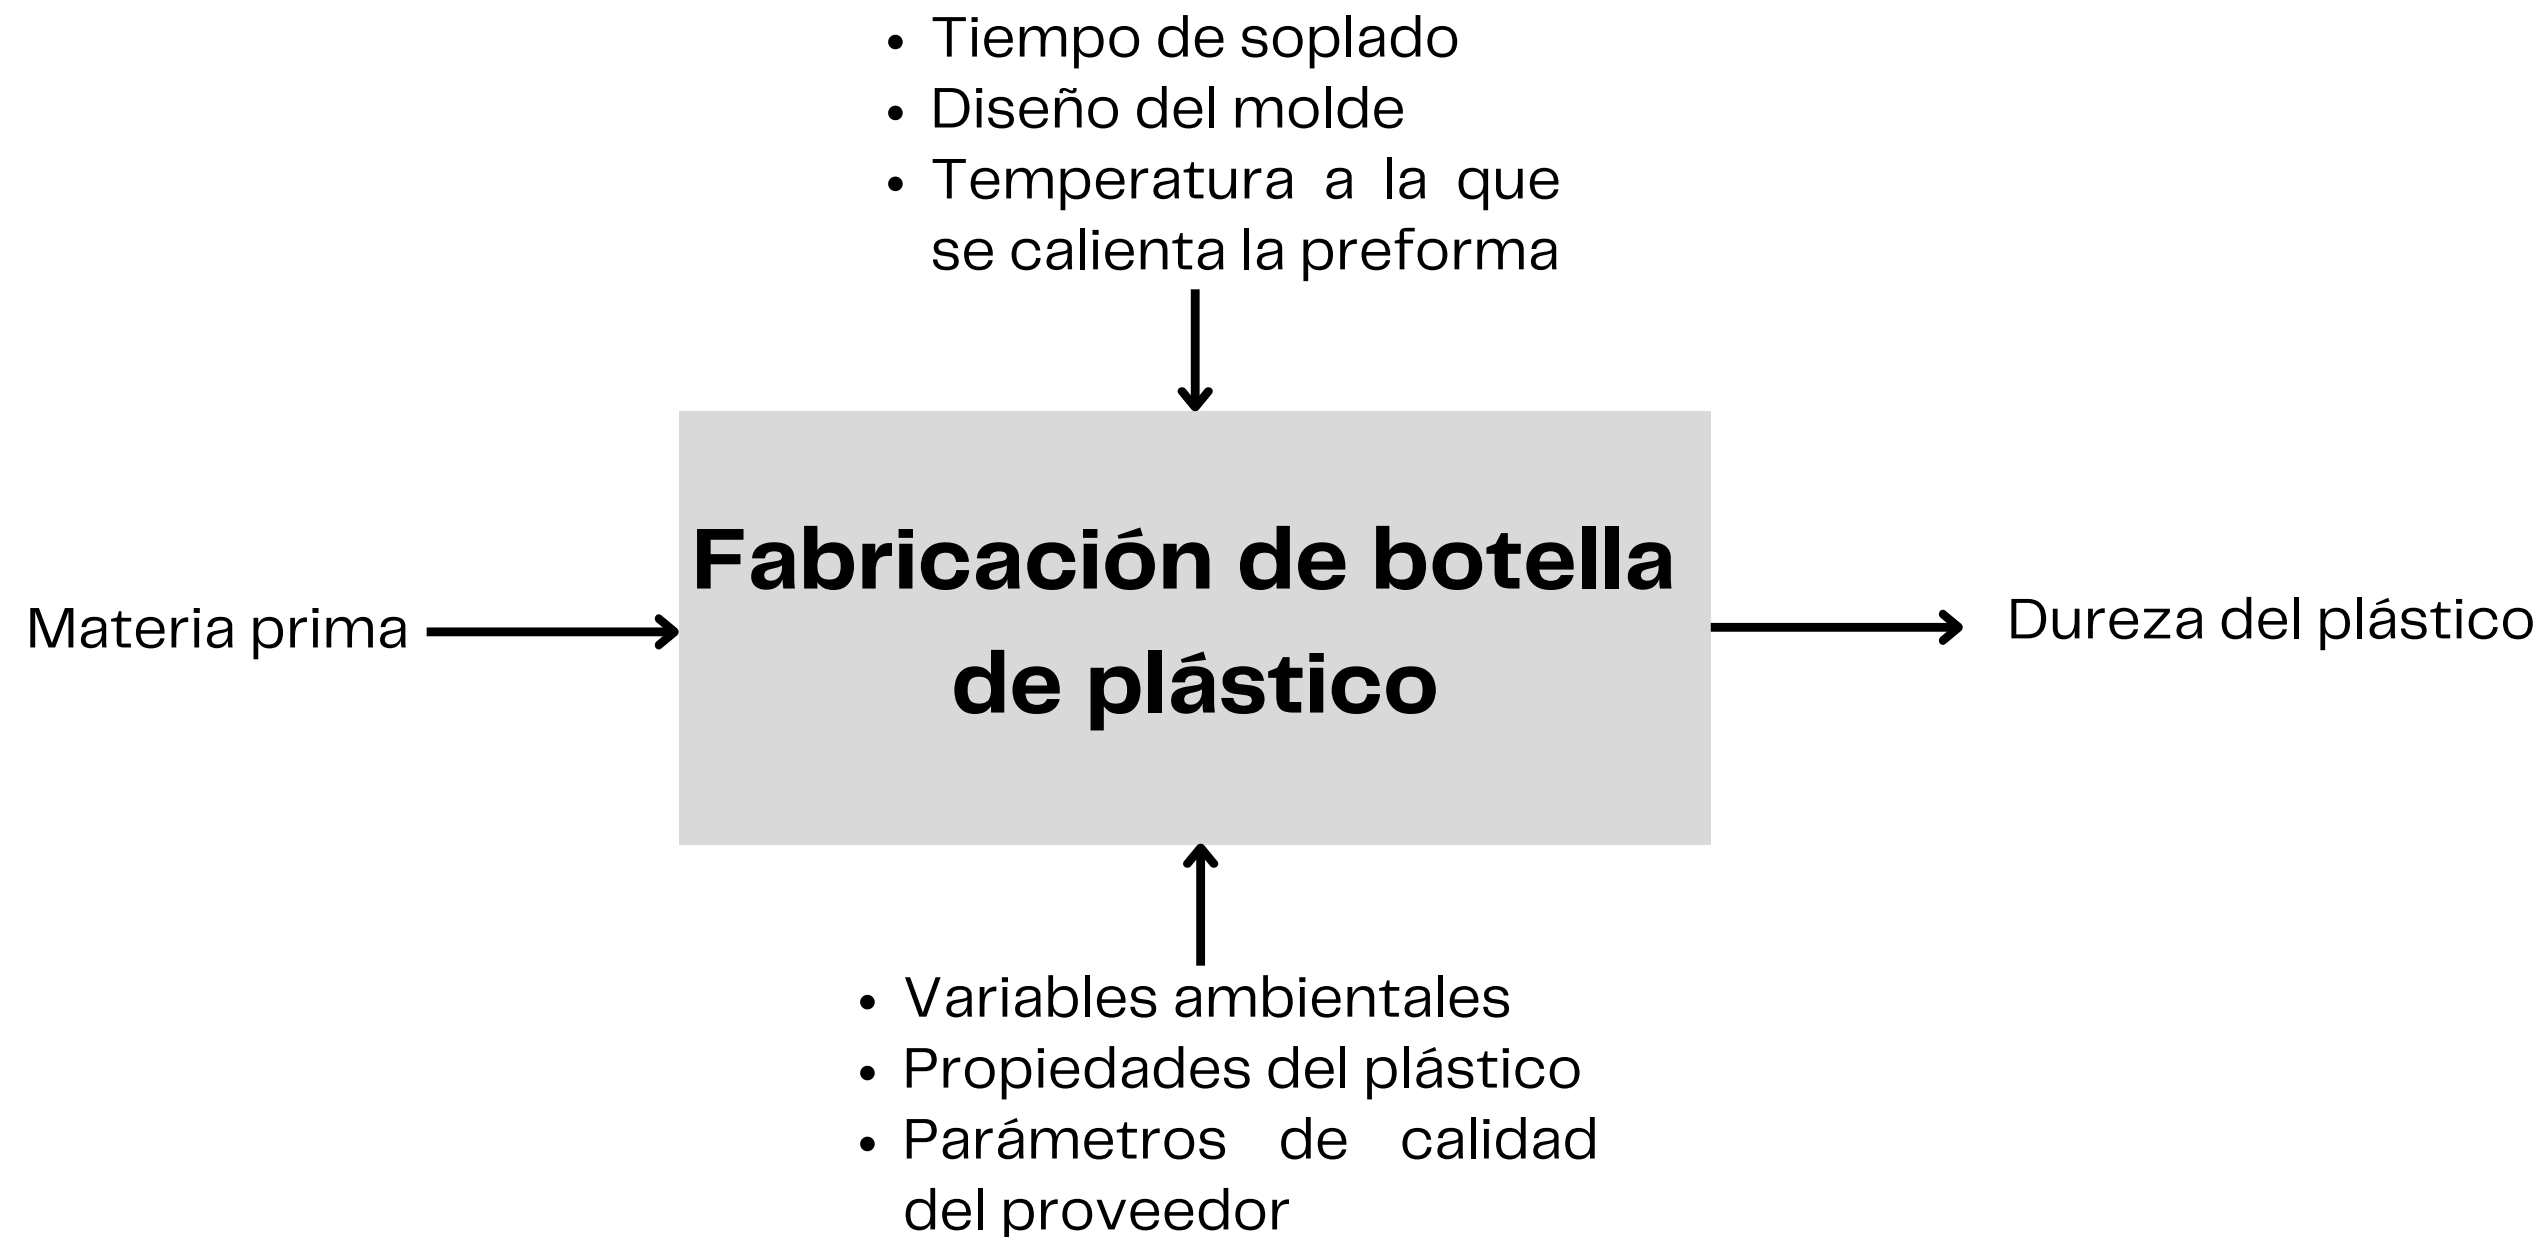 • Tiempo de soplado
• Diseño del molde
• Temperatura a la que
se calienta la preforma
Materia prima
Fabricación de botella
de plástico
Dureza del plástico
• Variables ambientales
• Propiedades del plástico
• Parámetros de calidad
del proveedor